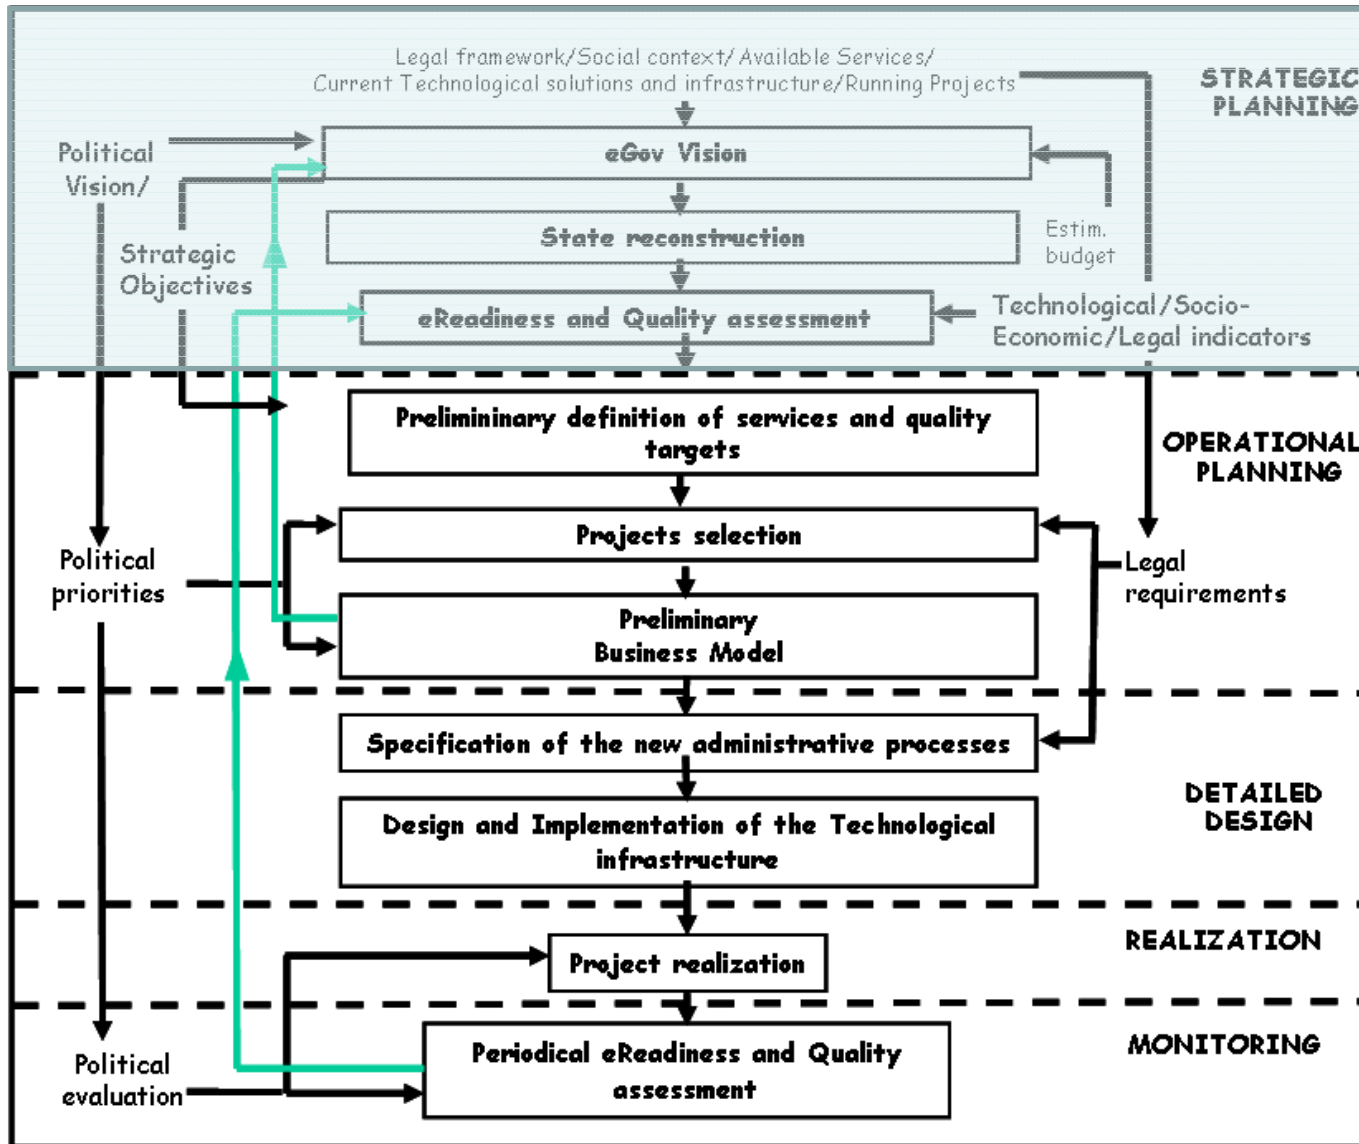 Legal framework/Social context/ Available Services/
Current Technological solutions and infrastructure/Running Projects
STRATEGIC
PLANNING
Political
Vision/
eGov Vision
Strategic
Objectives
State reconstruction
Estim.
budget
eReadiness and Quality assessment
Technological/Socio-
Economic/Legal indicators
Prelimininary definition of services and quality
targets
OPERATIONAL
PLANNING
Projects selection
Political
priorities
Legal
requirements
Preliminary
Business Model
Specification of the new administrative processes
Design and Implementation of the Technological
infrastructure
DETAILED
DESIGN
Project realization
REALIZATION
Political
evaluation
Periodical eReadiness and Quality
assessment
MONITORING